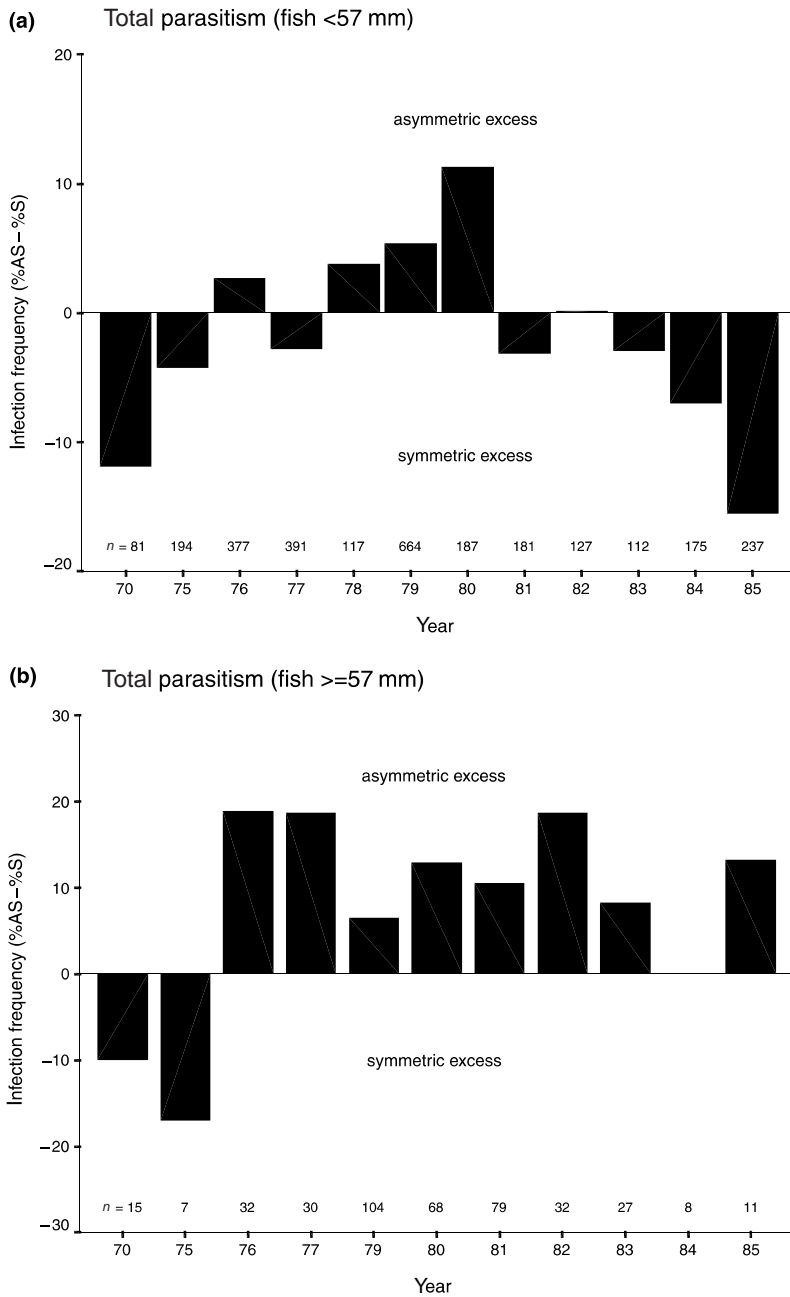 (a) Total parasitism (fish <57 mm)
20
asymmetric excess
10
Infection frequency (%AS–%S)
0
–10
symmetric excess
n = 81 194 377 391 117 664 187 181 127 112 175 237
–20
70 75 76 77 78 79 80 81 82 83 84 85
Year
(b) Total parasitism (fish >=57 mm)
30
asymmetric excess
20
10
Infection frequency (%AS–%S)
0
–10
symmetric excess
–20
n = 15 7 32 30 104 68 79 32 27 8 11
–30
70 75 76 77 79 80 81 82 83 84 85
Year